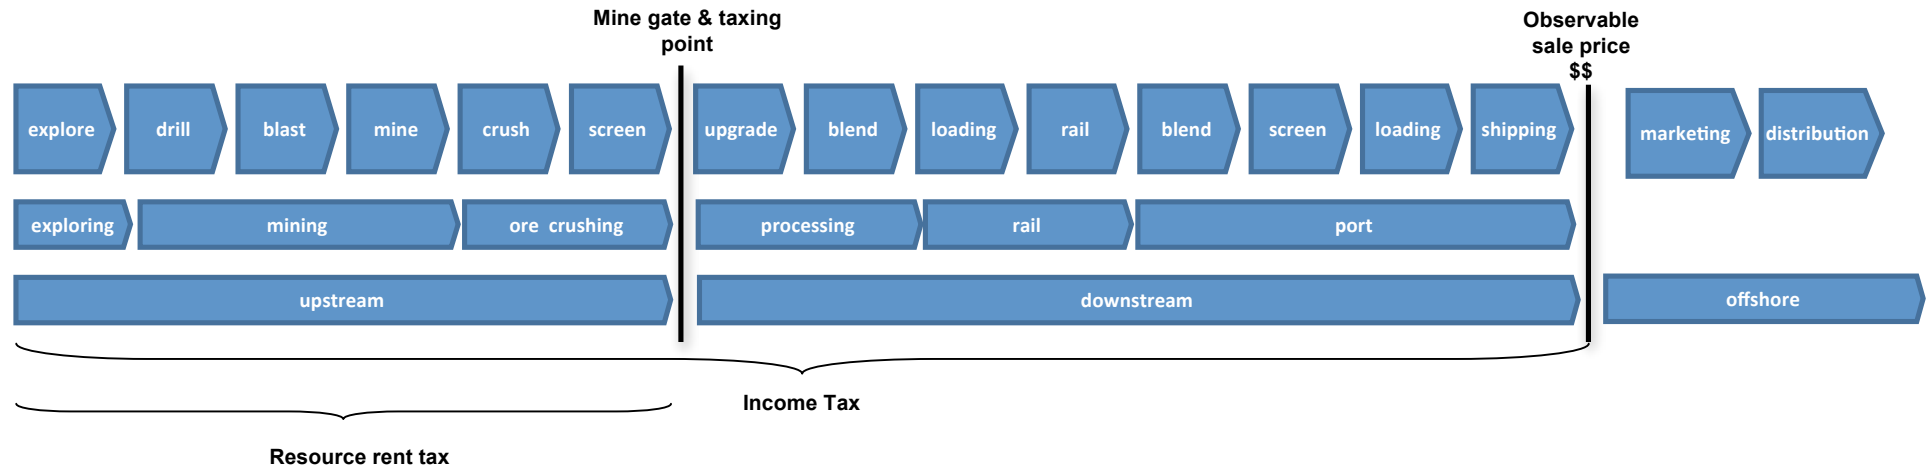 Mine gate & taxing
point
Observable
sale price
$$
explore drill blast mine crush screen upgrade blend loading rail blend screen loading shipping marketing distribution
exploring mining ore crushing processing rail port
upstream downstream offshore
Income Tax
Resource rent tax